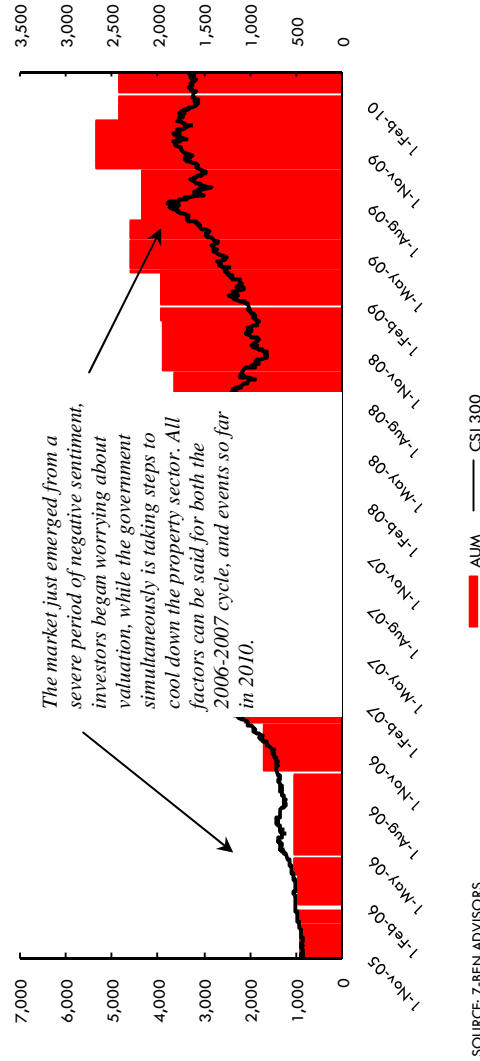 7,000
6,000
5,000
4,000
3,000
2,000
1,000
0
The market just emerged from a
severe period of negative sentiment,
investors began worrying about
valuation, while the government
simuhaneously is taking steps to
cool down the property sector. All
factors can be said for both the
2006-2007 cycle, and events so far
in 2010.
3,500
3,000
2,500
2,000
1,500
1,000
500
0
1-Nov-05
1-Feb-06
1-May-06
1-Aug-06
1-Nov-06
1-Feb-07
1-May-07
1-Aug-07
1-Nov-07
1-Feb-08
1-May-08
1-Aug-08
1-Nov-08
1-Feb-09
1-May-09
1-Aug-09
1-Nov-09
1-Feb-10
AUM
CSI 300
SOURCE: Z-BEN ADVISORS